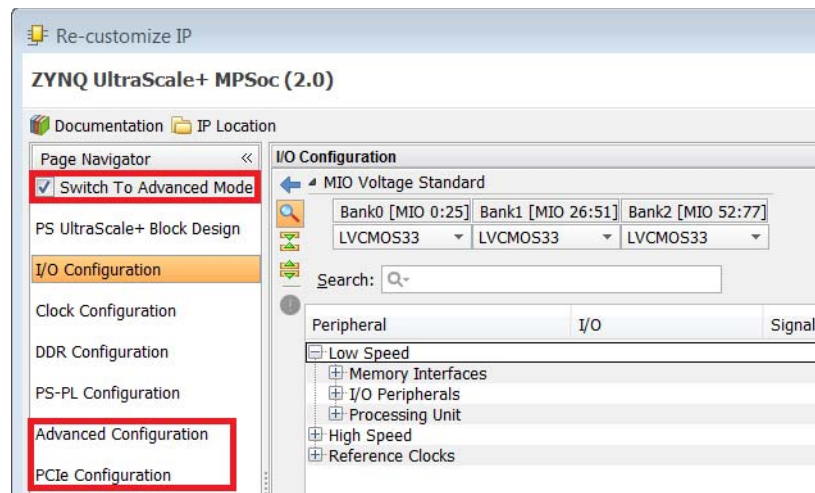 Re-customize IP
ZYNQ UltraScale+ MPSoc (2.0)
Documentation IP Location
Page Navigator «
Switch To Advanced Mode
PS UltraScale+ Block Design
I/O Configuration
Clock Configuration
DDR Configuration
PS-PL Configuration
Advanced Configuration
PCIe Configuration
I/O Configuration
MIO Voltage Standard
Bank0 [MIO 0:25] Bank1 [MIO 26:51] Bank2 [MIO 52:77]
LVCMOS33 LVCMOS33 LVCMOS33
Search:
Peripheral I/O Signal
Low Speed
Memory Interfaces
I/O Peripherals
Processing Unit
High Speed
Reference Clocks